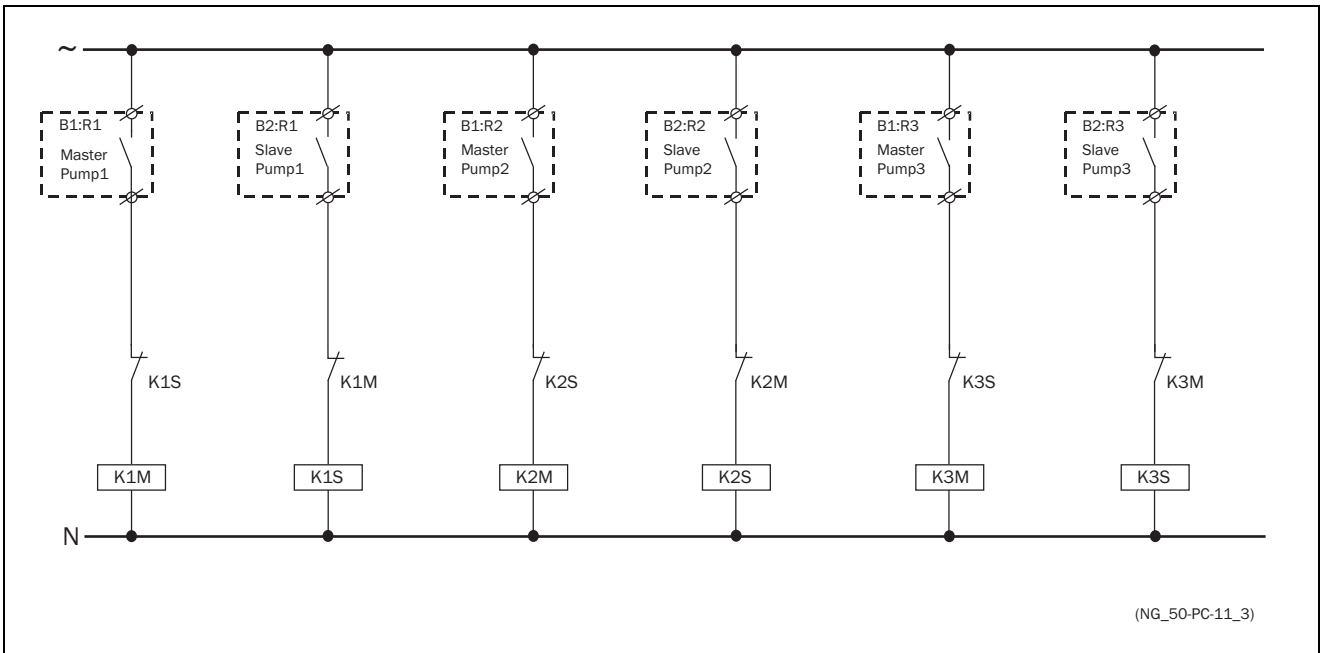 ~
B1:R1
Master
Pump1
B2:R1
Slave
Pump1
B1:R2
Master
Pump2
B2:R2
Slave
Pump2
B1:R3
Master
Pump3
B2:R3
Slave
Pump3
K1S
K1M
K2S
K2M
K3S
K3M
K1M
K1S
K2M
K2S
K3M
K3S
N
(NG_50-PC-11_3)